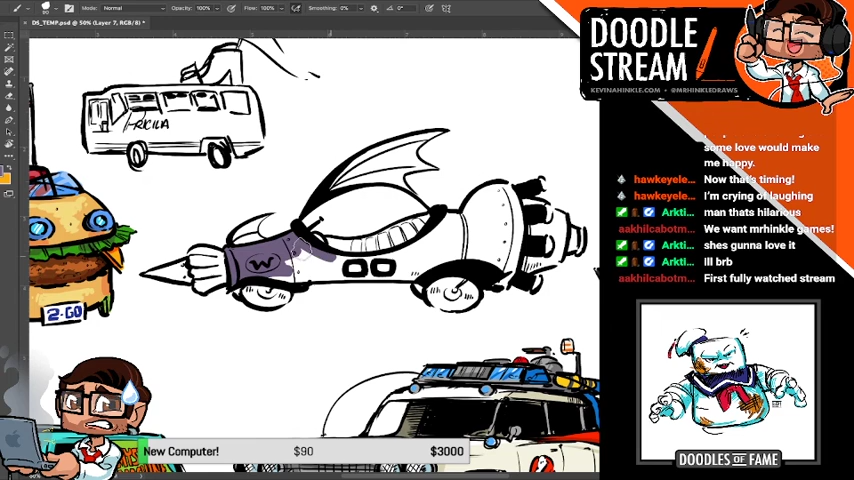 Mode: Normal
Opacity: 100%
Flow: 100%
Smoothing: 0%
0°
DS_TEMP.psd @ 50% (Layer 7, RGB/8) *
DOODLE
STREAM
KEVINAHINKLE.COM • @MRHINKLEDRAWS
some love would make
me happy.
hawkeyele... Now that's timing!
hawkeyele... I'm crying of laughing
Arkti... man thats hilarious
aakhilcabotm... We want mrhinkle games!
Arkti... shes gunna love it
Arkti... Ill brb
aakhilcabotm... First fully watched stream
W
2-GO
New Computer! $90 $3000
DOODLES OF FAME